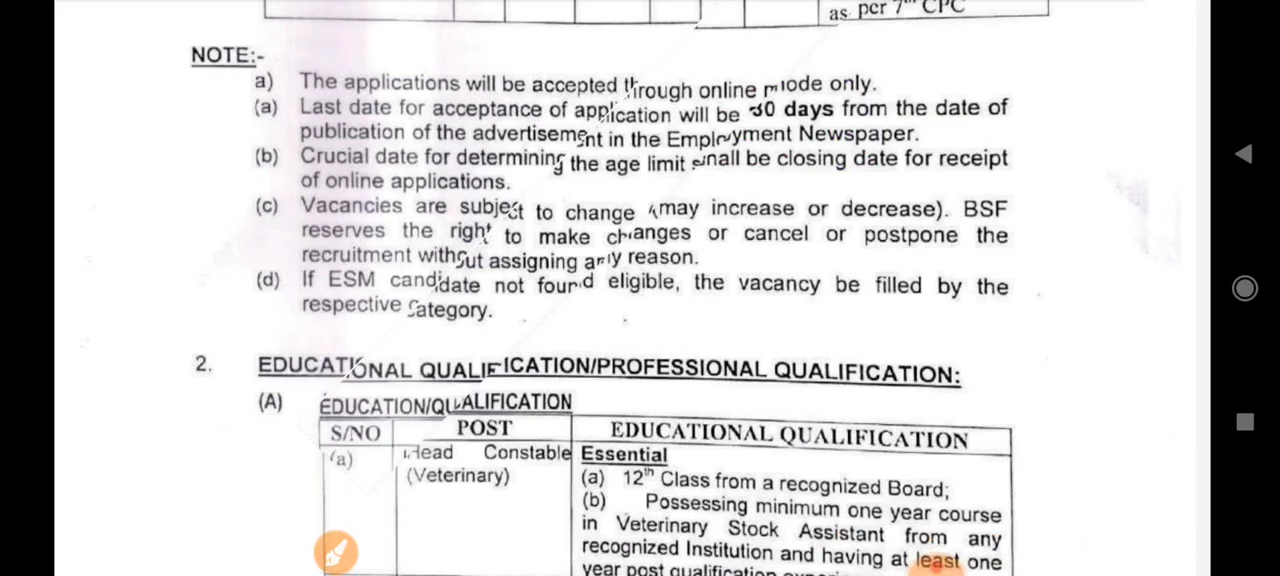 as per 7th CPC
NOTE:-
a) The applications will be accepted through online mode only.
(a) Last date for acceptance of application will be 30 days from the date of
publication of the advertisement in the Employment Newspaper.
(b) Crucial date for determining the age limit shall be closing date for receipt
of online applications.
(c) Vacancies are subject to change (may increase or decrease). BSF
reserves the right to make changes or cancel or postpone the
recruitment without assigning any reason.
(d) If ESM candidate not found eligible, the vacancy be filled by the
respective category.
2. EDUCATIONAL QUALIFICATION/PROFESSIONAL QUALIFICATION:
(A) EDUCATION/QUALIFICATION
S/NO POST EDUCATIONAL QUALIFICATION
(a) Head Constable Essential
(Veterinary) (a) 12th Class from a recognized Board;
(b) Possessing minimum one year course
in Veterinary Stock Assistant from any
recognized Institution and having at least one
year post qualification